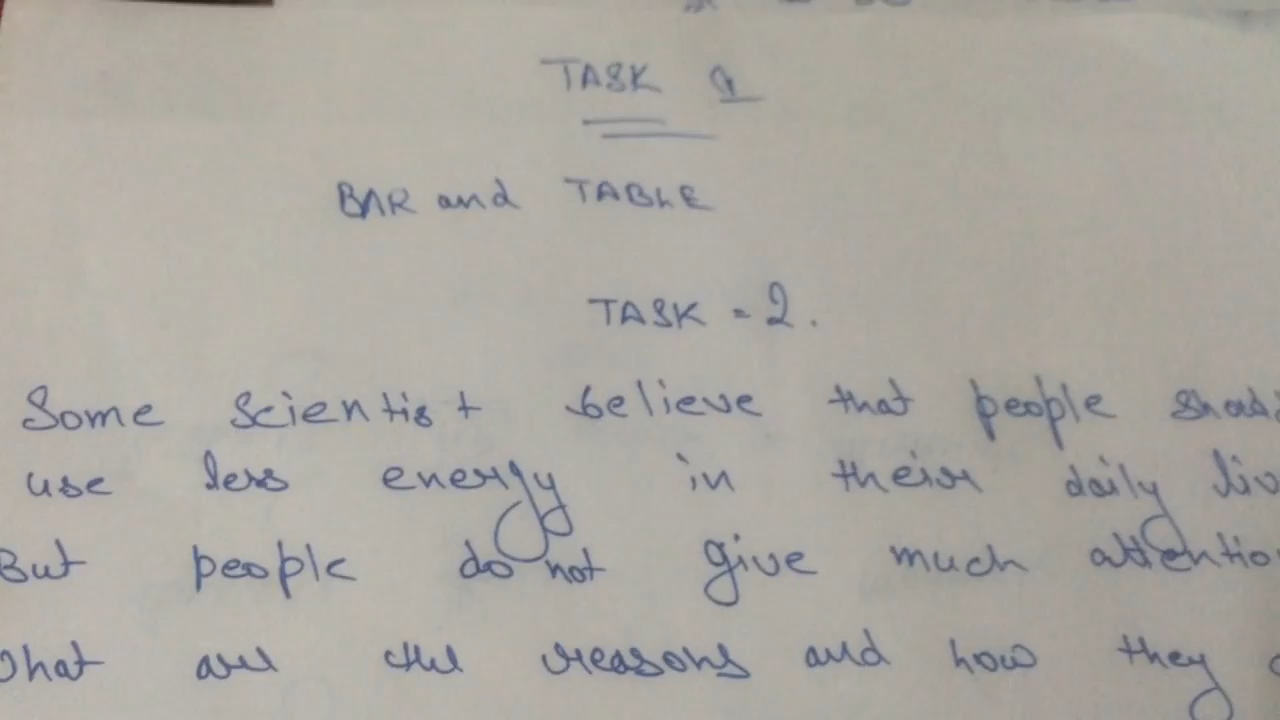 TASK 1
BAR and TABLE
TASK - 2.
Some Scientist believe that people
use less energy in their daily
But people do not give much
are the reasons and how they